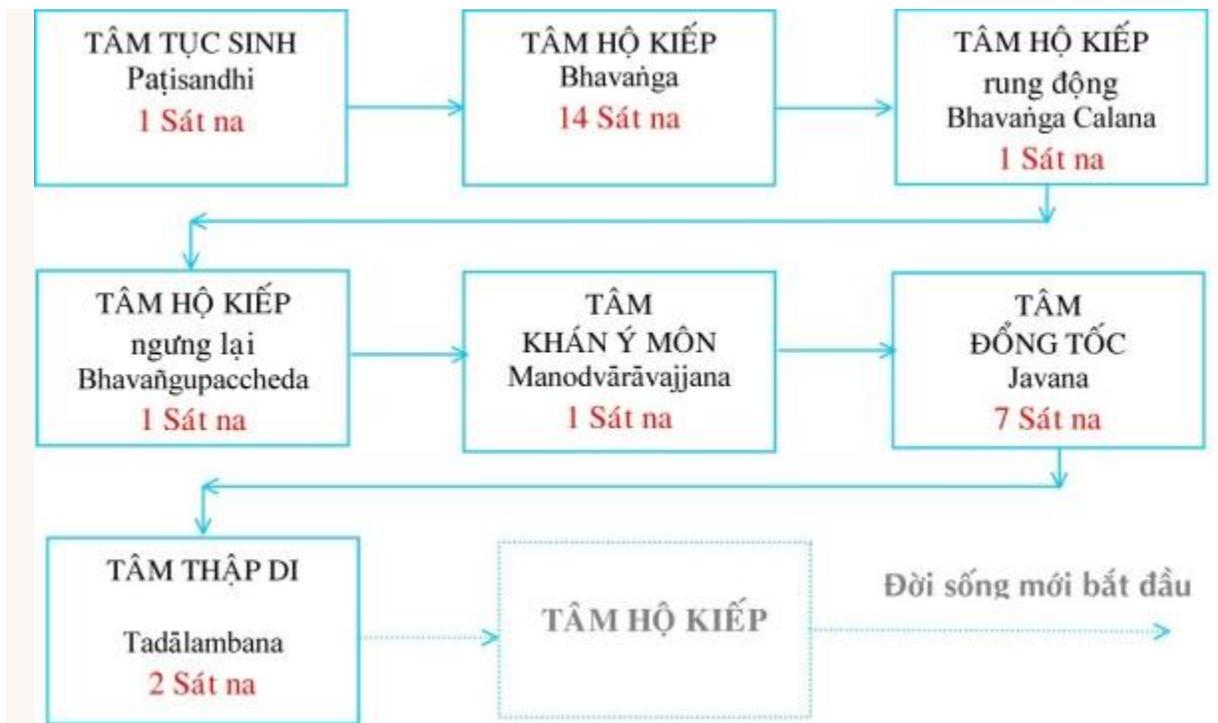 TÂM TỤC SINH
Paṭisandhi
1 Sát na
TÂM HỘ KIẾP
Bhavaṅga
14 Sát na
TÂM HỘ KIẾP
rung động
Bhavaṅga Calana
1 Sát na
TÂM HỘ KIẾP
ngưng lại
Bhavañgupaccheda
1 Sát na
TÂM
KHÁN Ý MÔN
Manodvārāvajjana
1 Sát na
TÂM
ĐỔNG TỐC
Javana
7 Sát na
TÂM THẬP DI
Tadālambana
2 Sát na
TÂM HỘ KIẾP
Đời sống mới bắt đầu